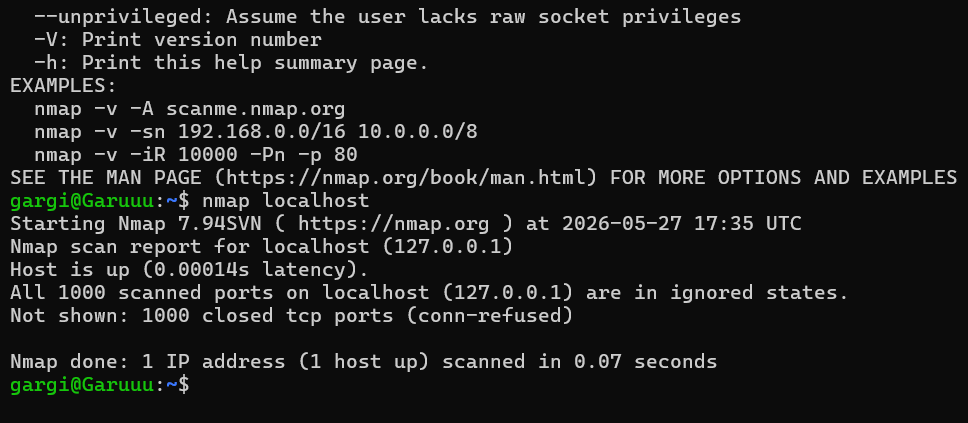 --unprivileged: Assume the user lacks raw socket privileges
  -V: Print version number
  -h: Print this help summary page.
EXAMPLES:
  nmap -v -A scanme.nmap.org
  nmap -v -sn 192.168.0.0/16 10.0.0.0/8
  nmap -v -iR 10000 -Pn -p 80
SEE THE MAN PAGE (https://nmap.org/book/man.html) FOR MORE OPTIONS AND EXAMPLES
gargi@Garuuu:~$ nmap localhost
Starting Nmap 7.94SVN ( https://nmap.org ) at 2026-05-27 17:35 UTC
Nmap scan report for localhost (127.0.0.1)
Host is up (0.00014s latency).
All 1000 scanned ports on localhost (127.0.0.1) are in ignored states.
Not shown: 1000 closed tcp ports (conn-refused)

Nmap done: 1 IP address (1 host up) scanned in 0.07 seconds
gargi@Garuuu:~$